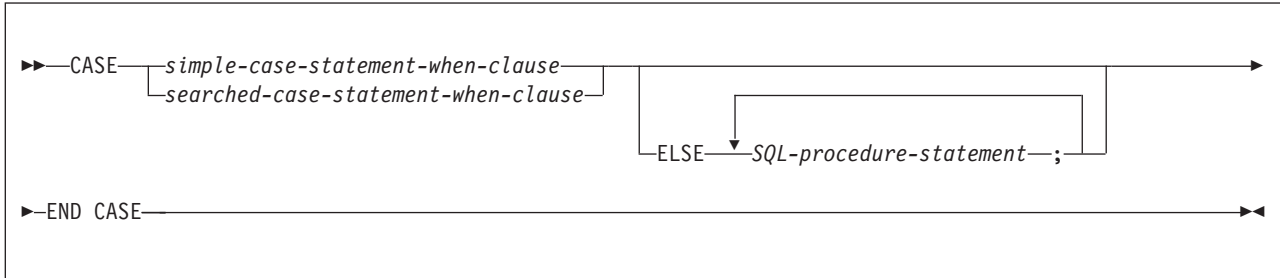 CASE simple-case-statement-when-clause
searched-case-statement-when-clause
ELSE SQL-procedure-statement ;
END CASE